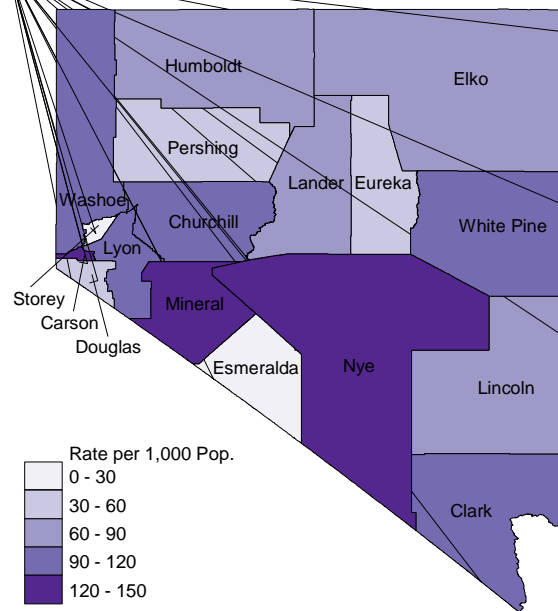 Humboldt
Elko
Pershing
Lander
Eureka
Washoe
Churchill
White Pine
Lyon
Storey
Carson
Douglas
Mineral
Esmeralda
Nye
Lincoln
Clark
Rate per 1,000 Pop.
0 - 30
30 - 60
60 - 90
90 - 120
120 - 150